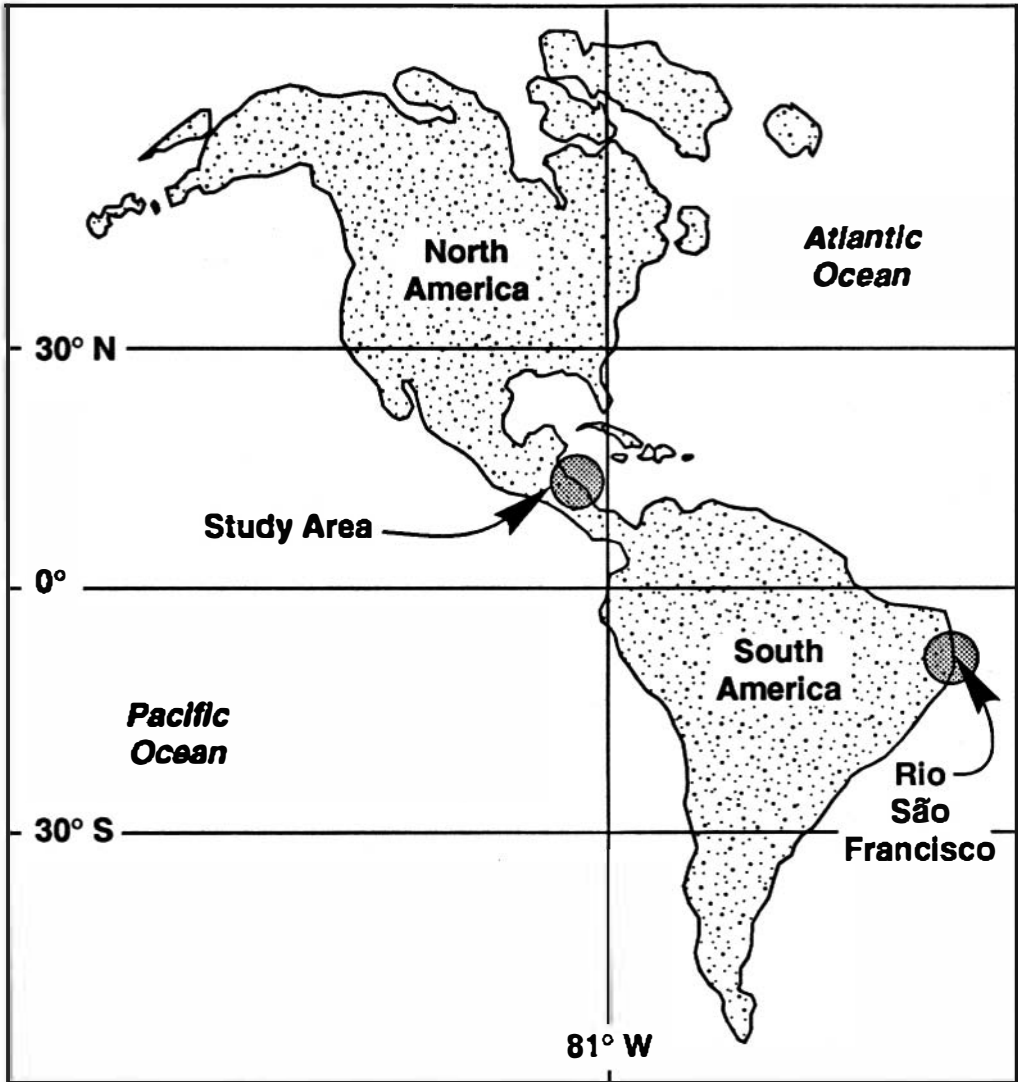 North
America
Atlantic
Ocean
30° N
Study Area
0°
South
America
Pacific
Ocean
Rio
São
Francisco
30° S
81° W